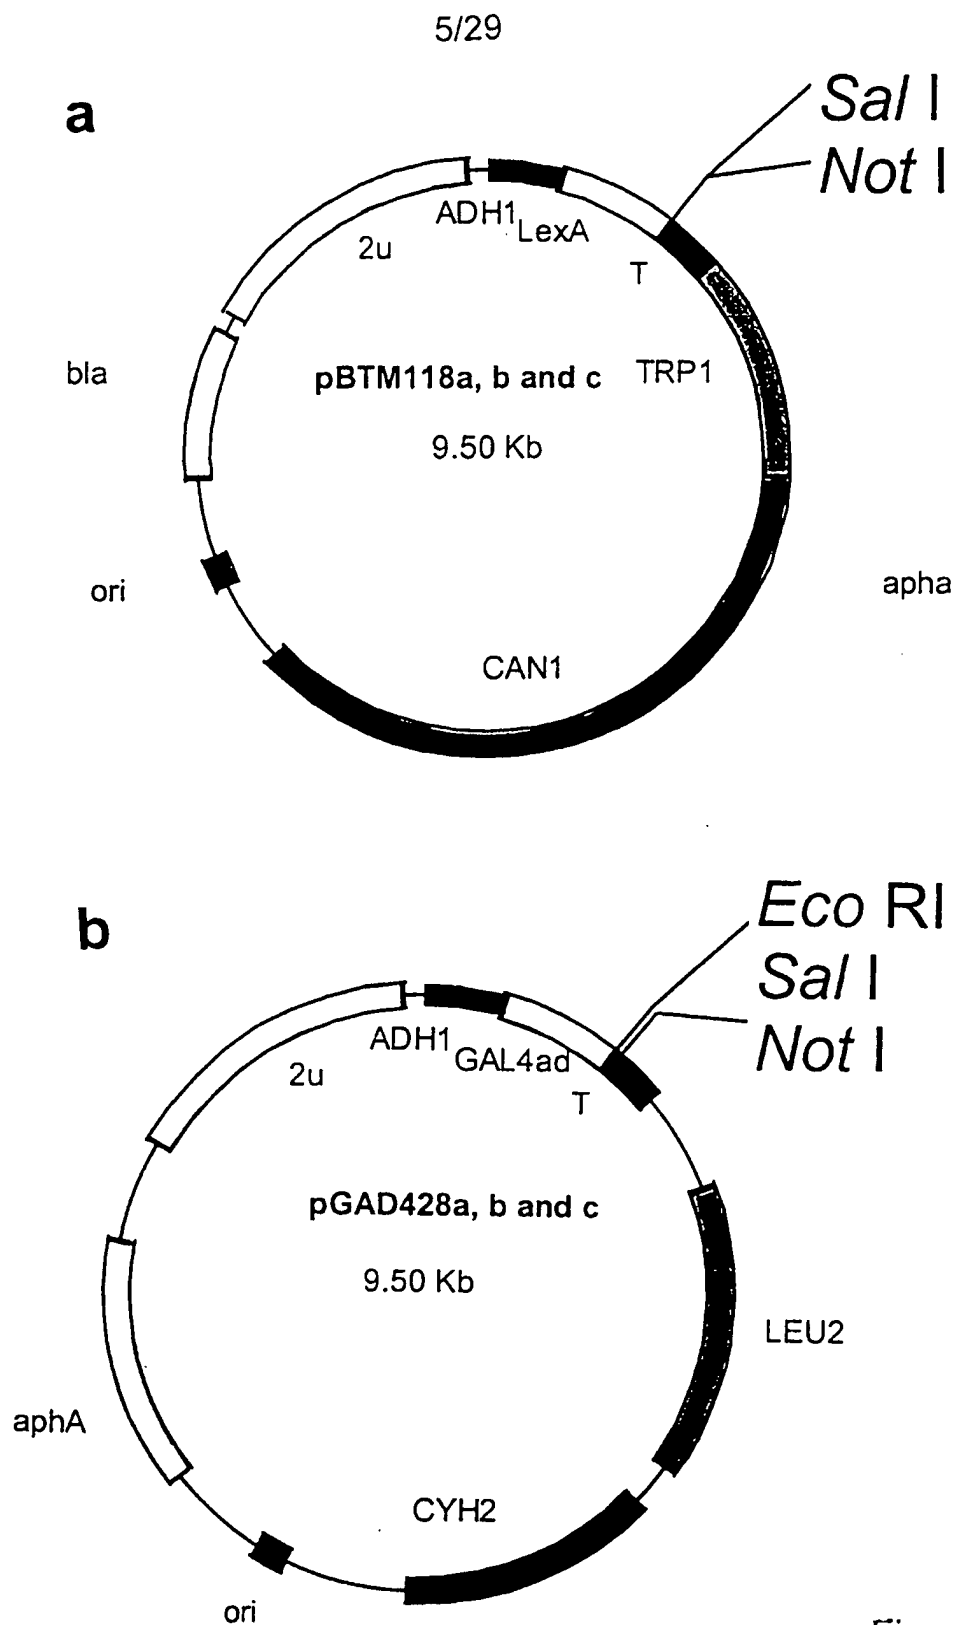 5/29
a
Sal I
Not I
ADH1
LexA
2u
T
bla
pBTM118a, b and c
TRP1
9.50 Kb
ori
apha
CAN1
b
Eco RI
Sal I
Not I
ADH1
GAL4ad
2u
T
pGAD428a, b and c
9.50 Kb
LEU2
aphA
CYH2
ori